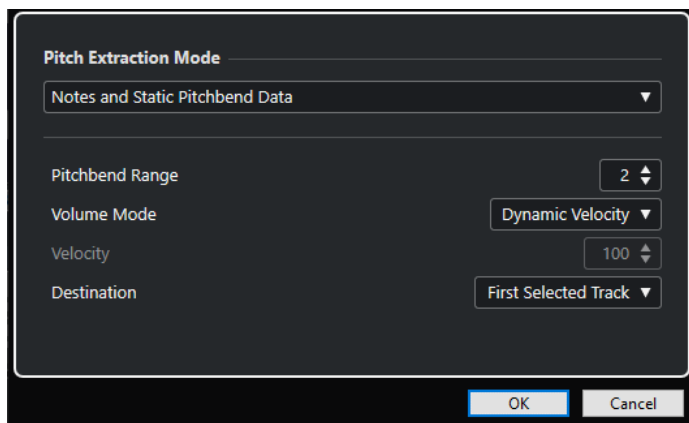 Pitch Extraction Mode
Notes and Static Pitchbend Data
Pitchbend Range 2
Volume Mode Dynamic Velocity
Velocity 100
Destination First Selected Track
OK Cancel